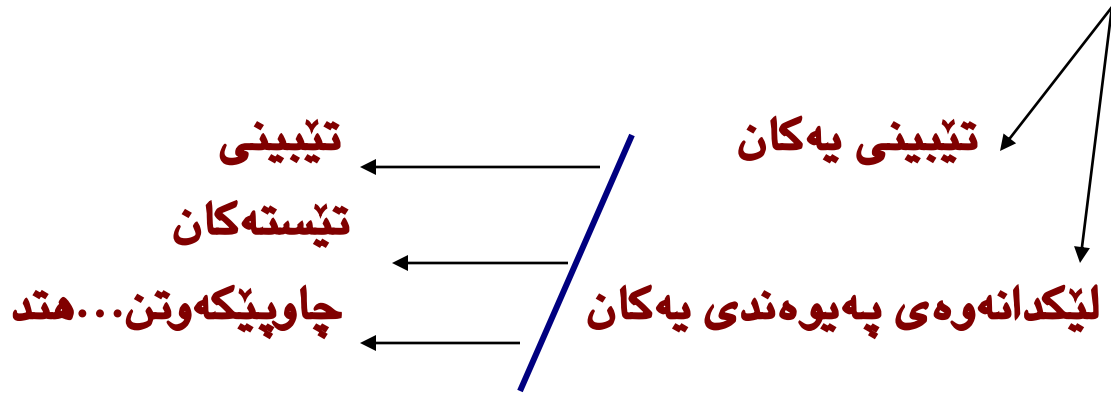 تێبینی یەکان
لێکدانەوەی پەیوەندی یەکان
تێبینی
تێستەکان
چاوپێکەوتن...هتد